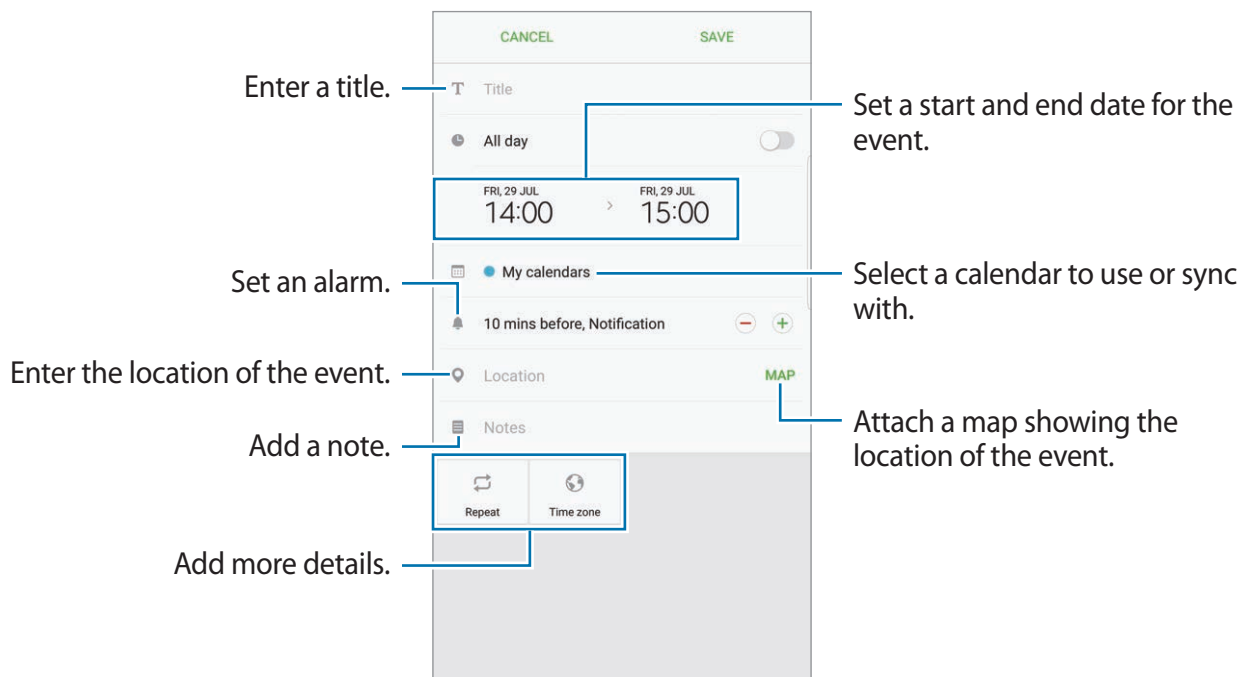 CANCEL SAVE
Enter a title.
Title
Set a start and end date for the
event.
All day
FRI, 29 JUL FRI, 29 JUL
14:00 > 15:00
Set an alarm.
My calendars
Select a calendar to use or sync
with.
10 mins before, Notification
Enter the location of the event.
Location MAP
Attach a map showing the
location of the event.
Add a note.
Notes
Repeat Time zone
Add more details.